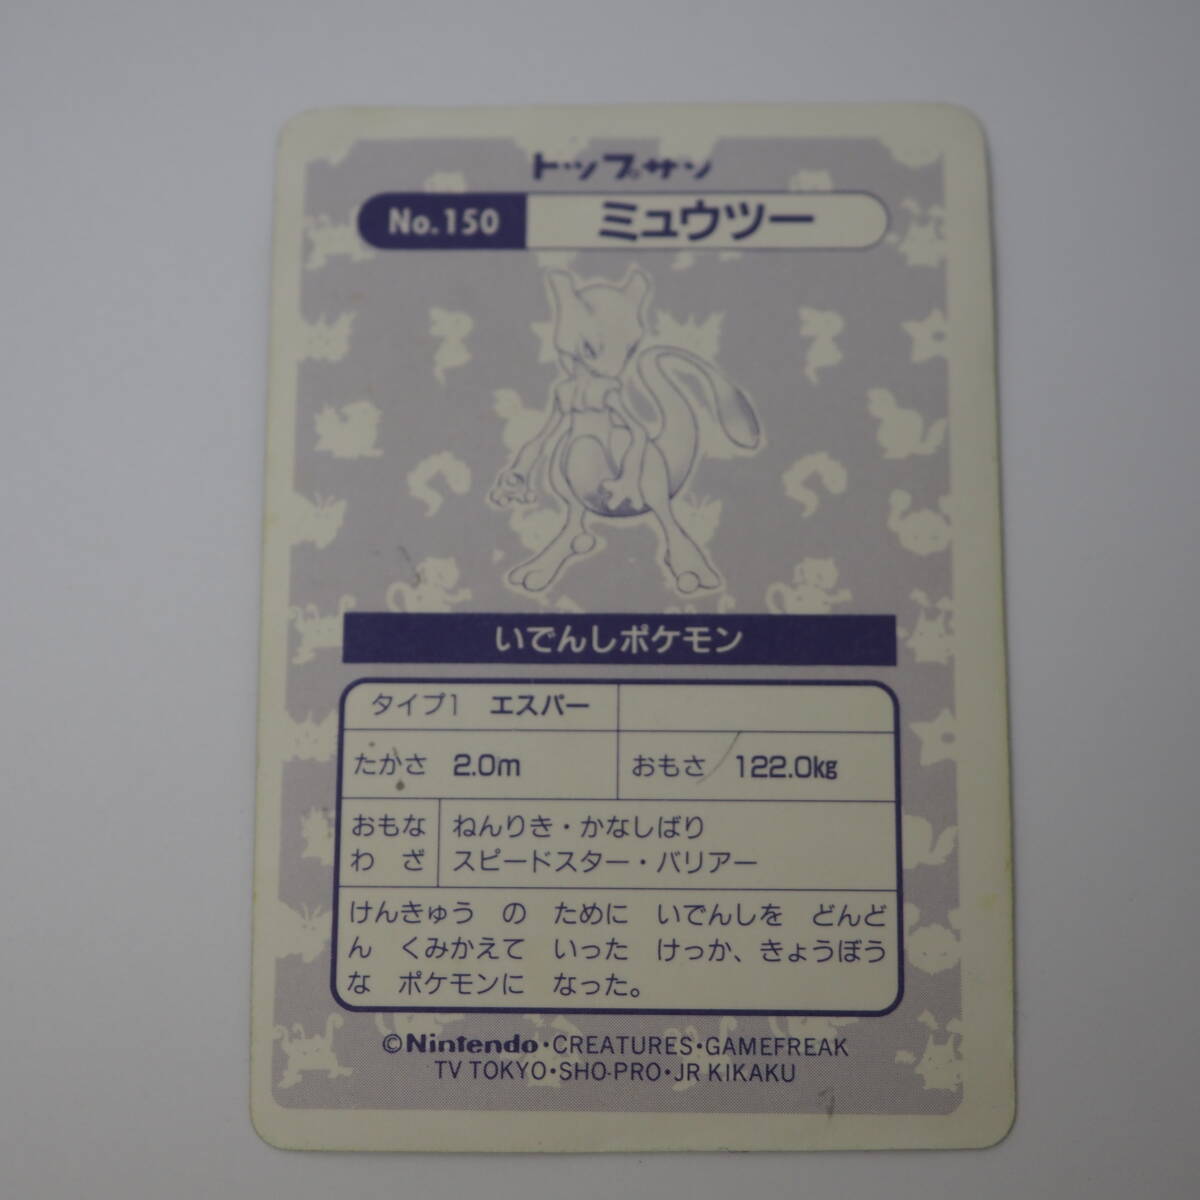 トップサン
No.150 ミュウツー
いでんしポケモン
タイプ1 エスパー
たかさ 2.0m おもさ 122.0kg
おもな ねんりき・かなしばり
わざ スピードスター・バリアー
けんきゅう の ために いでんしを どんど
ん くみかえて いった けっか、きょうぼう
な ポケモンに なった。
©Nintendo・CREATURES・GAMEFREAK
TV TOKYO・SHO-PRO・JR KIKAKU